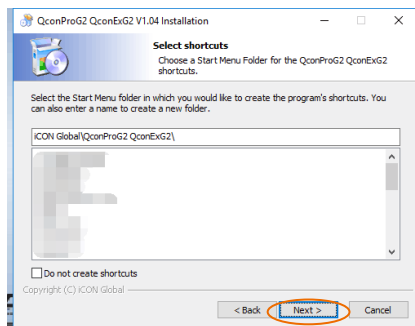 QconProG2 QconExG2 V1.04 Installation
Select shortcuts
Choose a Start Menu Folder for the QconProG2 QconExG2
shortcuts.
Select the Start Menu folder in which you would like to create the program's shortcuts. You
can also enter a name to create a new folder.
iCON Global\QconProG2 QconExG2\
Do not create shortcuts
Copyright (C) iCON Global
< Back
Next >
Cancel